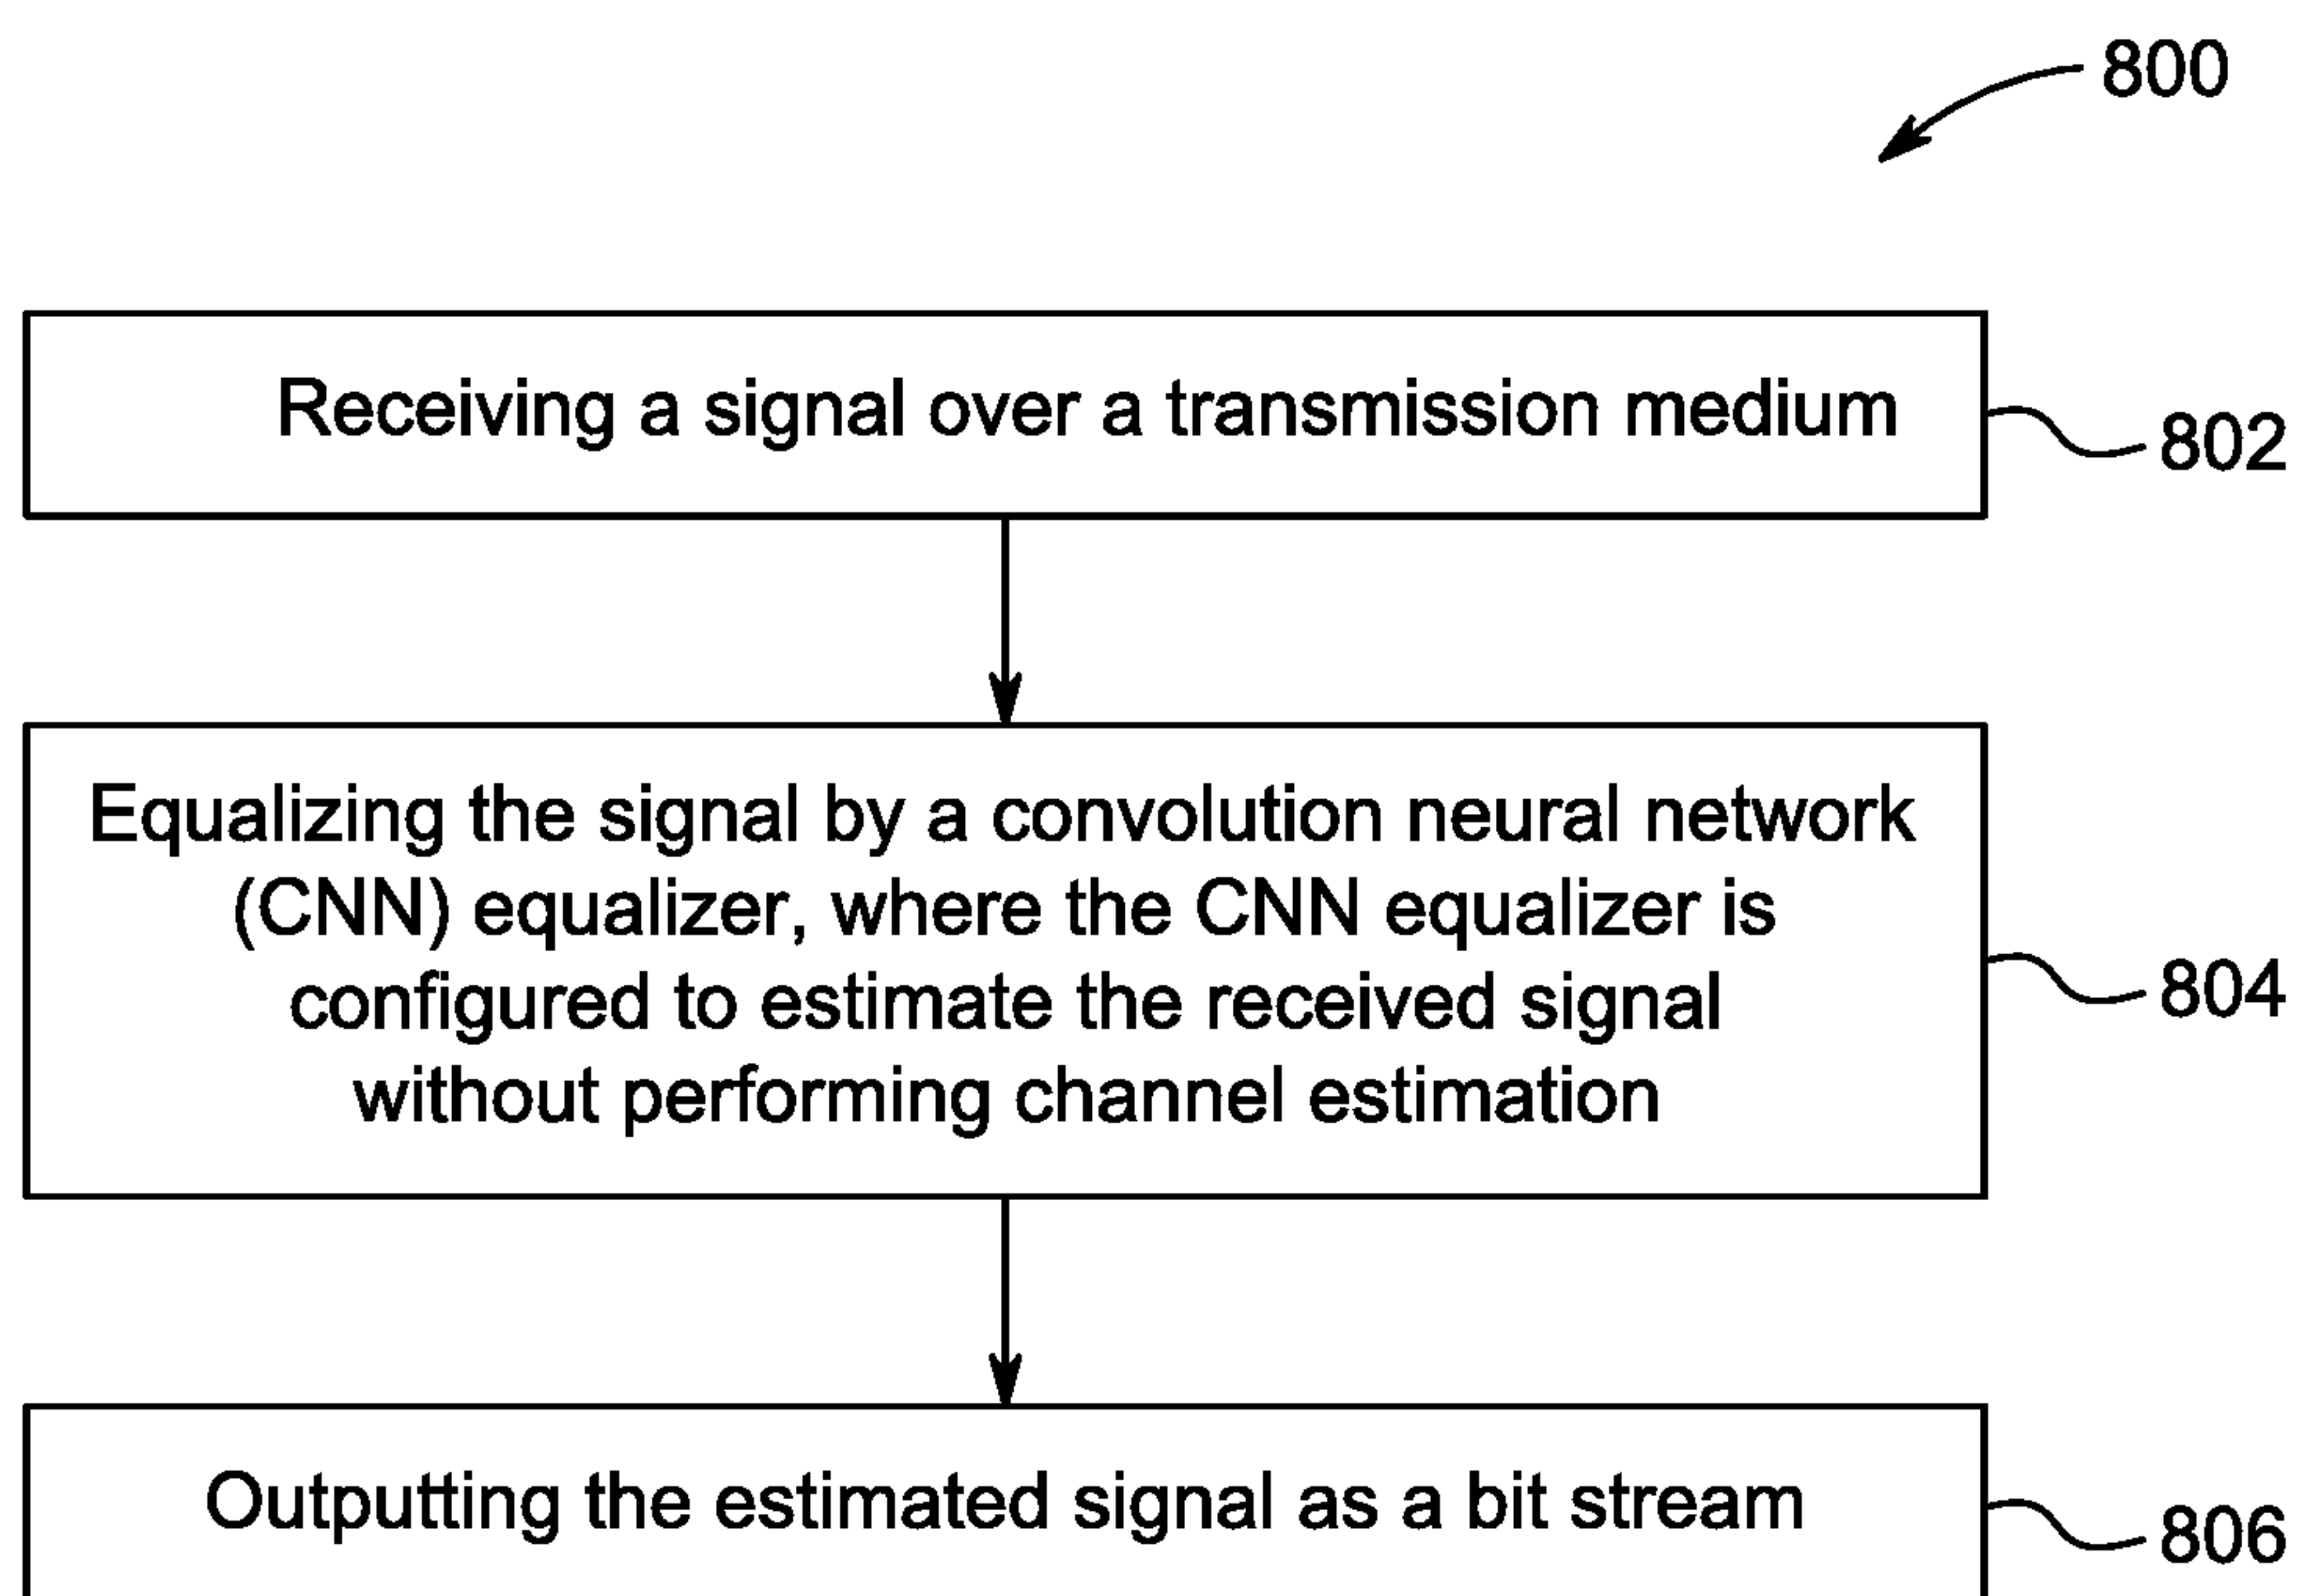 800
Receiving a signal over a transmission medium
802
Equalizing the signal by a convolution neural network
(CNN) equalizer, where the CNN equalizer is
configured to estimate the received signal
without performing channel estimation
804
Outputting the estimated signal as a bit stream
806